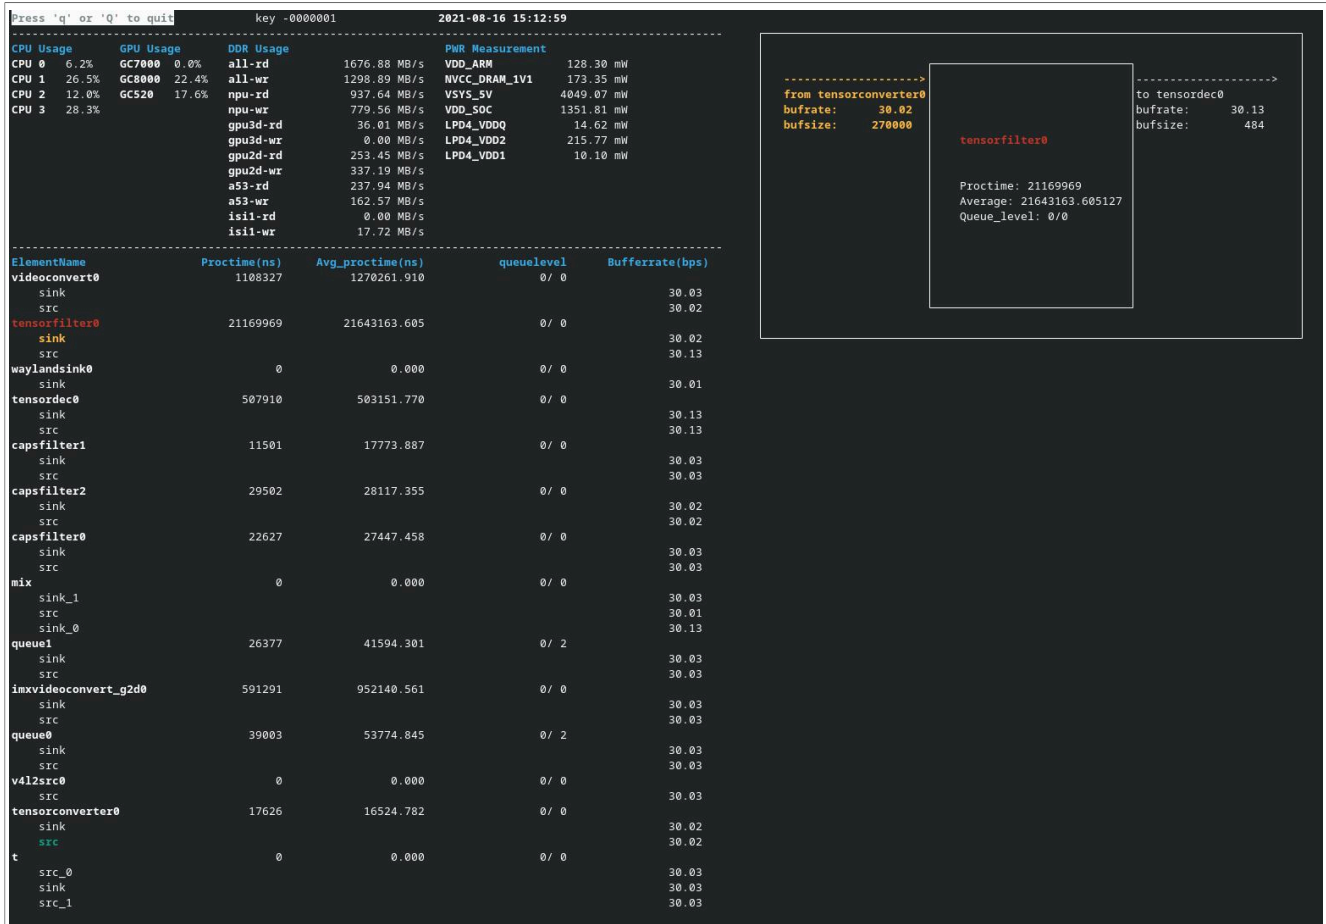 Press 'q' or 'Q' to quit key -0000001 2021-08-16 15:12:59
--------------------------------------------------------------------------------------------------------
CPU Usage GPU Usage DDR Usage PWR Measurement
CPU 0 6.2% GC7000 0.0% all-rd 1676.88 MB/s VDD_ARM 128.30 mW
CPU 1 26.5% GC8000 22.4% all-wr 1298.89 MB/s NVCC_DRAM_1V1 173.35 mW
CPU 2 12.0% GC520 17.6% npu-rd 937.64 MB/s VSYS_5V 4049.07 mW
CPU 3 28.3% npu-wr 779.56 MB/s VDD_SOC 1351.81 mW
gpu3d-rd 36.01 MB/s LPD4_VDDQ 14.62 mW
gpu3d-wr 0.00 MB/s LPD4_VDD2 215.77 mW
gpu2d-rd 253.45 MB/s LPD4_VDD1 10.10 mW
gpu2d-wr 337.19 MB/s
a53-rd 237.94 MB/s
a53-wr 162.57 MB/s
isi1-rd 0.00 MB/s
isi1-wr 17.72 MB/s
--------------------------------------------------------------------------------------------------------
ElementName Proctime(ns) Avg_proctime(ns) queuelevel Bufferrate(bps)
videoconvert0 1108327 1270261.910 0/ 0
sink 30.03
src 30.02
tensorfilter0 21169969 21643163.605 0/ 0
sink 30.02
src 30.13
waylandsink0 0 0.000 0/ 0
sink 30.01
tensordec0 507910 503151.770 0/ 0
sink 30.13
src 30.13
capsfilter1 11501 17773.887 0/ 0
sink 30.03
src 30.03
capsfilter2 29502 28117.355 0/ 0
sink 30.02
src 30.02
capsfilter0 22627 27447.458 0/ 0
sink 30.03
src 30.03
mix 0 0.000 0/ 0
sink_1 30.03
src 30.01
sink_0 30.13
queue1 26377 41594.301 0/ 2
sink 30.03
src 30.03
imxvideoconvert_g2d0 591291 952140.561 0/ 0
sink 30.03
src 30.03
queue0 39003 53774.845 0/ 2
sink 30.03
src 30.03
v4l2src0 0 0.000 0/ 0
src 30.03
tensorconverter0 17626 16524.782 0/ 0
sink 30.02
src 30.02
t 0 0.000 0/ 0
src_0 30.03
sink 30.03
src_1 30.03
-------------------->
from tensorconverter0
bufrate: 30.02
bufsize: 270000
tensorfilter0
Proctime: 21169969
Average: 21643163.605127
Queue_level: 0/0
-------------------->
to tensordec0
bufrate: 30.13
bufsize: 484